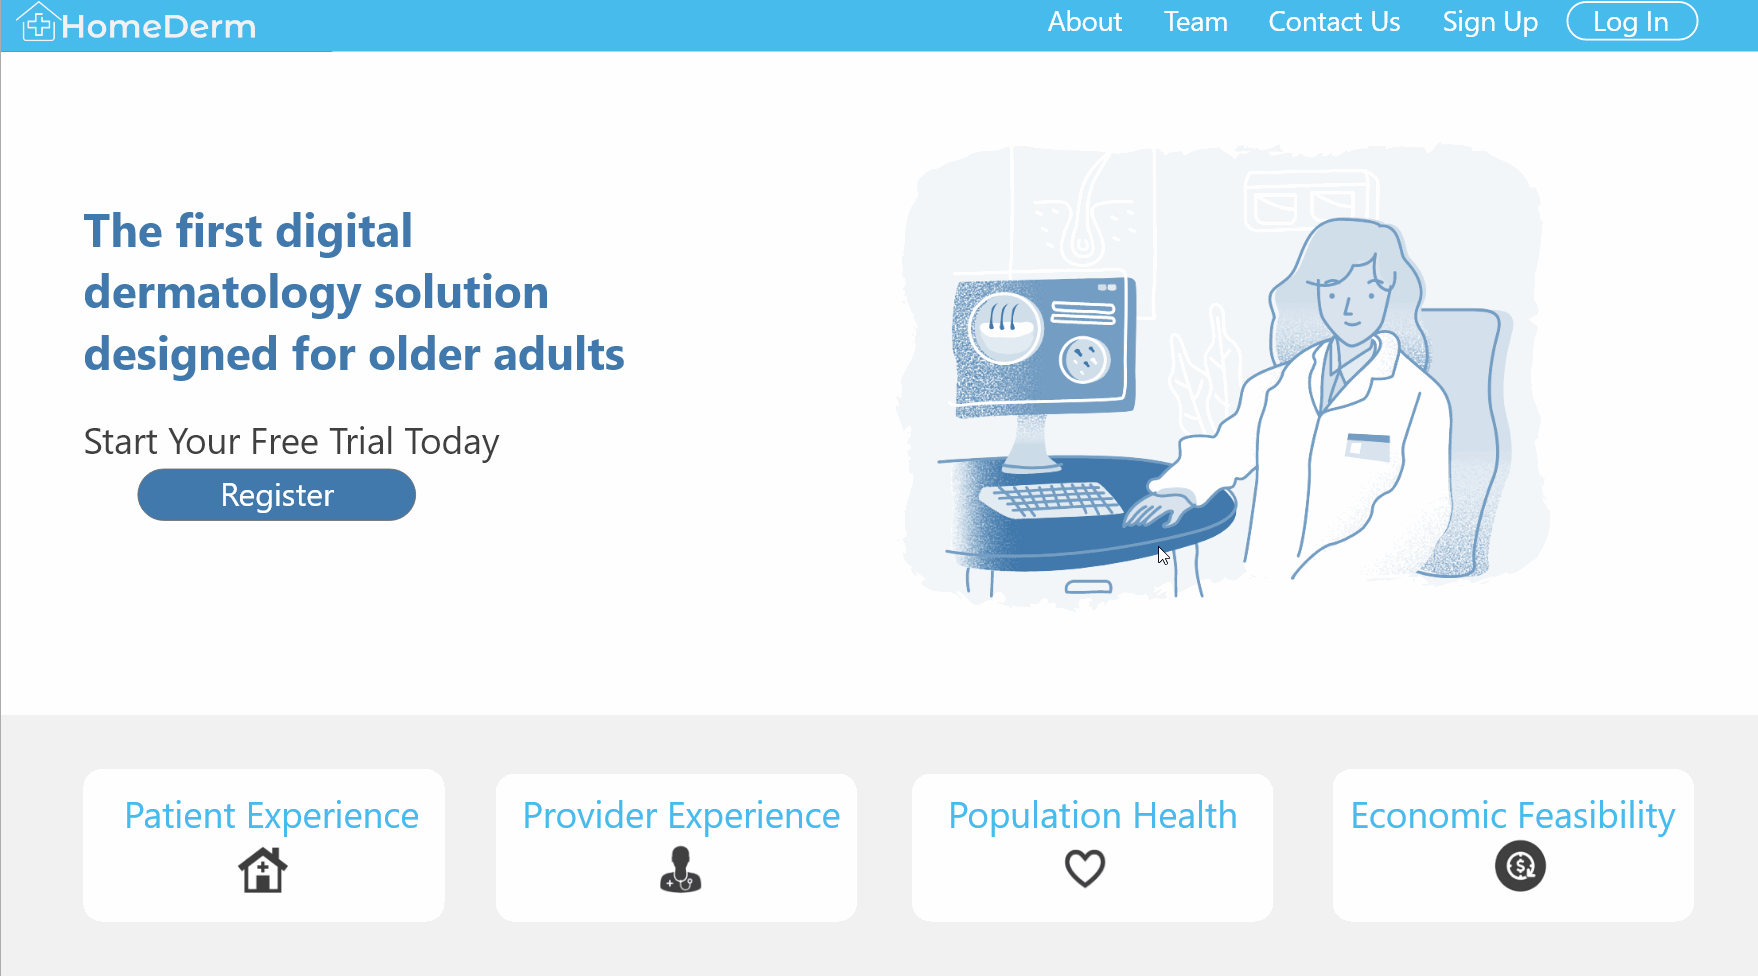 HomeDerm
About
Team
Contact Us
Sign Up
Log In
The first digital
dermatology solution
designed for older adults
Start Your Free Trial Today
Register
Patient Experience
Provider Experience
Population Health
Economic Feasibility